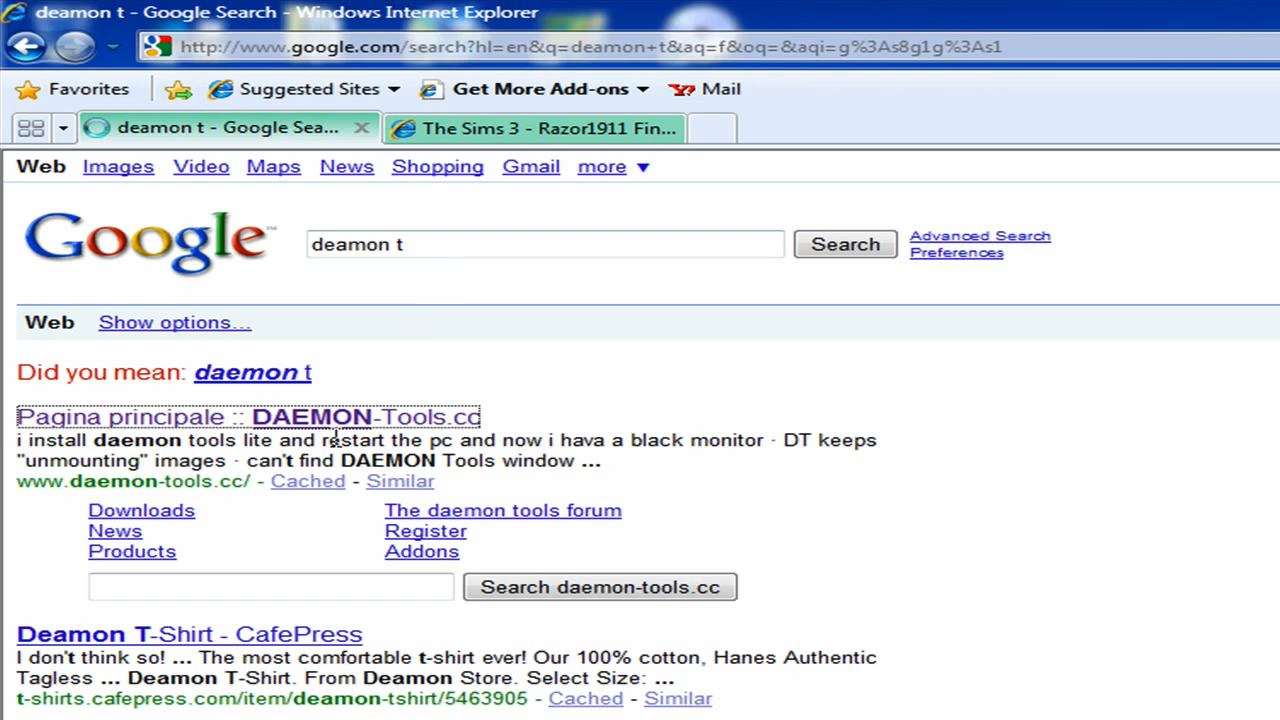 deamon t - Google Search - Windows Internet Explorer
http://www.google.com/search?hl=en&q=deamon+t&aq=f&oq=&aqi=g%3As8g1g%3As1
Favorites Suggested Sites Get More Add-ons Mail
deamon t - Google Sea... The Sims 3 - Razor1911 Fin...
Web Images Video Maps News Shopping Gmail more
Google™ deamon t Search Advanced Search
Preferences
Web Show options...
Did you mean: daemon t
Pagina principale :: DAEMON-Tools.cc
i install daemon tools lite and restart the pc and now i hava a black monitor · DT keeps
"unmounting" images · can't find DAEMON Tools window ...
www.daemon-tools.cc/ - Cached - Similar
Downloads The daemon tools forum
News Register
Products Addons
Search daemon-tools.cc
Deamon T-Shirt - CafePress
I don't think so! ... The most comfortable t-shirt ever! Our 100% cotton, Hanes Authentic
Tagless ... Deamon T-Shirt. From Deamon Store. Select Size: ...
t-shirts.cafepress.com/item/deamon-tshirt/5463905 - Cached - Similar